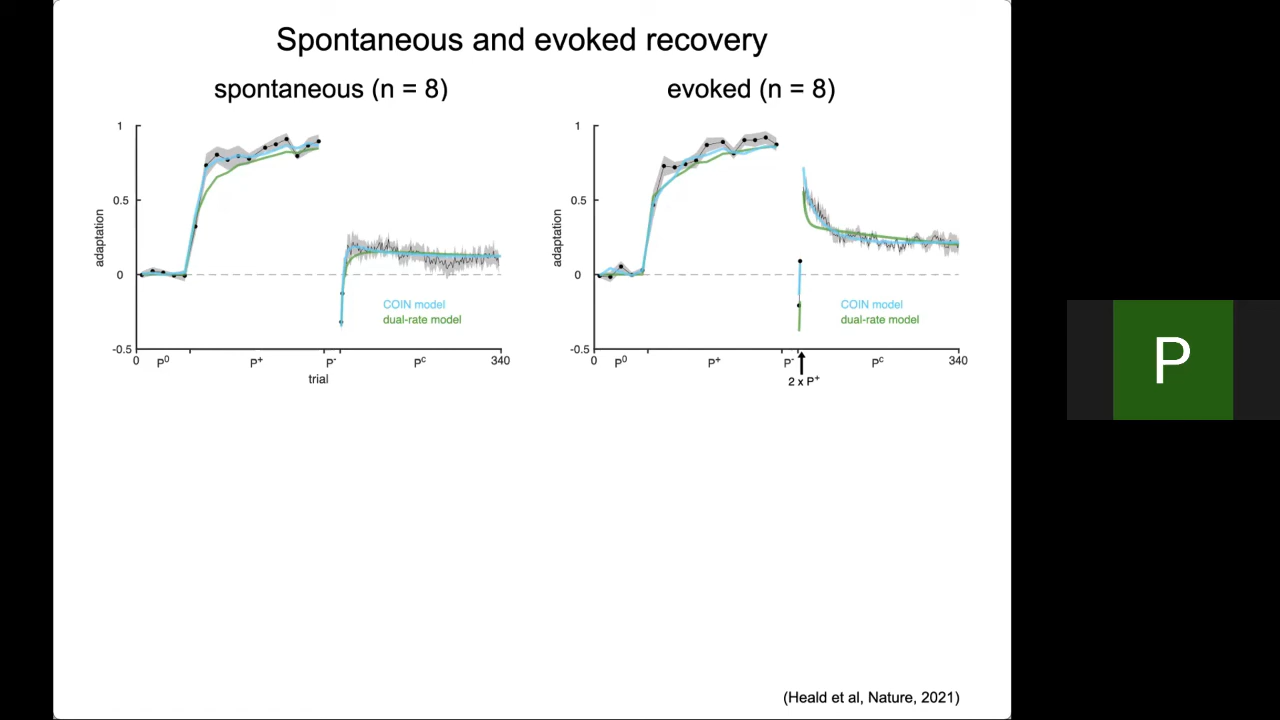 Spontaneous and evoked recovery
spontaneous (n = 8)
1
0.5
0
-0.5
adaptation
COIN model
dual-rate model
0 P⁰ P⁺ P⁻ Pᶜ 340
trial
evoked (n = 8)
1
0.5
0
-0.5
adaptation
COIN model
dual-rate model
0 P⁰ P⁺ P⁻ Pᶜ 340
2 x P⁺
P
(Heald et al, Nature, 2021)